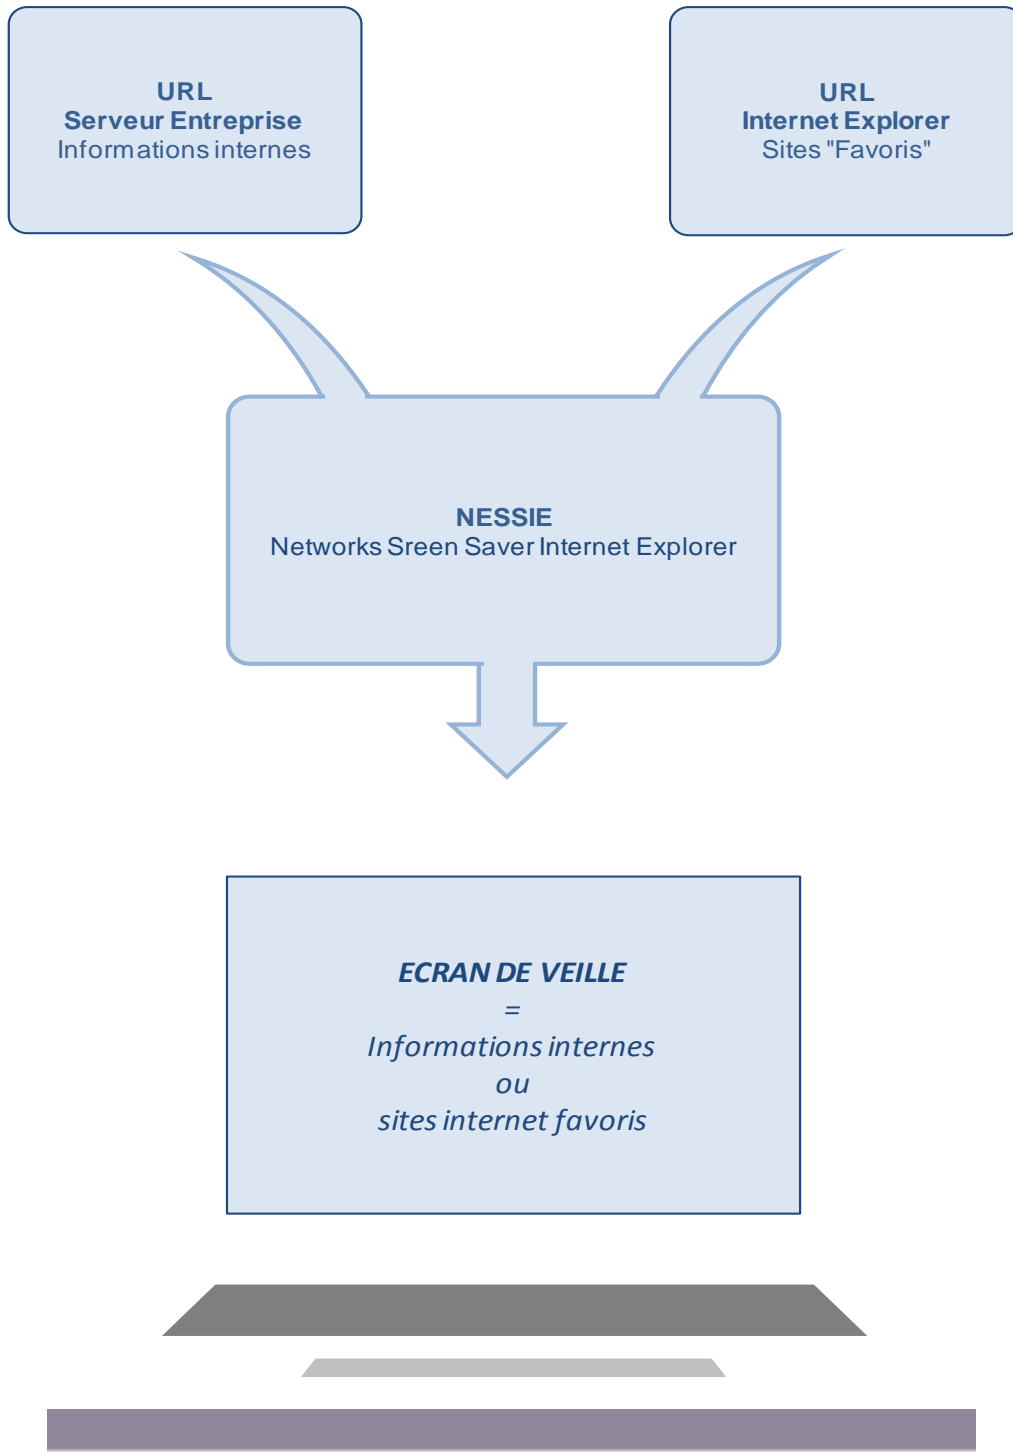 URL
Serveur Entreprise
Informations internes
URL
Internet Explorer
Sites "Favoris"
NESSIE
Networks Sreen Saver Internet Explorer
ECRAN DE VEILLE
=
Informations internes
ou
sites internet favoris